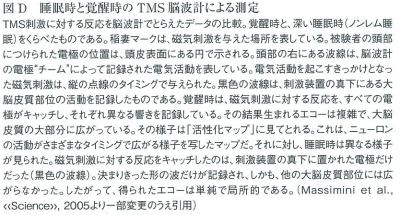 図D 睡眠時と覚醒時のTMS脳波計による測定
TMS刺激に対する反応を脳波計でとらえたデータの比較。覚醒時と、深い睡眠時(ノンレム睡
眠)をくらべたものである。稲妻マークは、磁気刺激を与えた場所を表している。被験者の頭部
につけられた電極の位置は、頭皮表面にある円で示される。頭部の右にある波線は、脳波計
の電極“チーム”によって記録された電気活動を表している。電気活動を起こすきっかけとなっ
た磁気刺激は、縦の点線のタイミングで与えられた。黒色の波線は、刺激装置の真下にある大
脳皮質部位の活動を記録したものである。覚醒時は、磁気刺激に対する反応を、すべての電
極がキャッチし、それぞれ異なる響きを記録している。その結果生まれるエコーは複雑で、大脳
皮質の大部分に広がっている。その様子は「活性化マップ」に見てとれる。これは、ニューロン
の活動がさまざまなタイミングで広がる様子を写したマップだ。それに対し、睡眠時は異なる様子
が見られた。磁気刺激に対する反応をキャッチしたのは、刺激装置の真下に置かれた電極だけ
だった(黒色の波線)。決まりきった形の波だけが記録され、しかも、他の大脳皮質部位には広
がらなかった。したがって、得られたエコーは単純で局所的である。(Massimini et al.,
<<Science>>, 2005より一部変更のうえ引用)